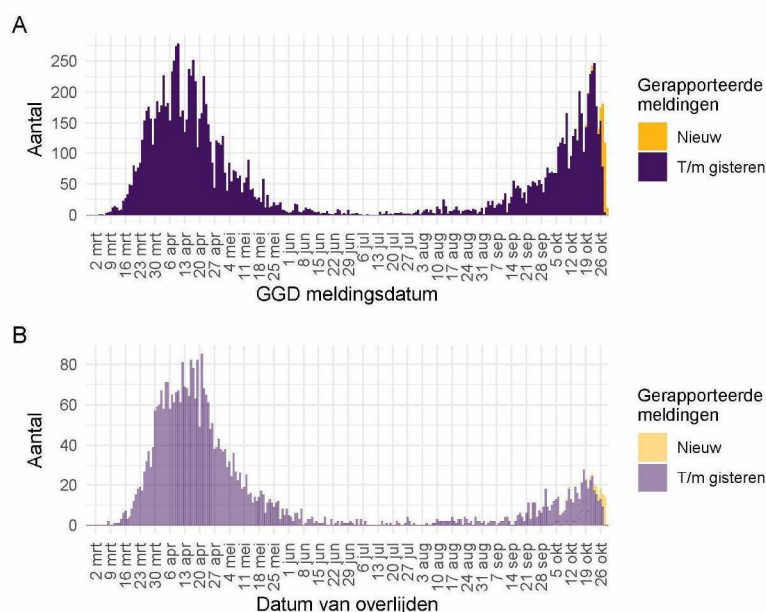 A
Aantal
250
200
150
100
50
0
2 mrt
9 mrt
16 mrt
23 mrt
30 mrt
6 apr
13 apr
20 apr
27 apr
4 mei
11 mei
18 mei
25 mei
1 jun
8 jun
15 jun
22 jun
29 jun
6 jul
13 jul
20 jul
27 jul
3 aug
10 aug
17 aug
24 aug
31 aug
7 sep
14 sep
21 sep
28 sep
5 okt
12 okt
19 okt
26 okt
GGD meldingsdatum
Gerapporteerde
meldingen
Nieuw
T/m gisteren
B
Aantal
80
60
40
20
0
2 mrt
9 mrt
16 mrt
23 mrt
30 mrt
6 apr
13 apr
20 apr
27 apr
4 mei
11 mei
18 mei
25 mei
1 jun
8 jun
15 jun
22 jun
29 jun
6 jul
13 jul
20 jul
27 jul
3 aug
10 aug
17 aug
24 aug
31 aug
7 sep
14 sep
21 sep
28 sep
5 okt
12 okt
19 okt
26 okt
Datum van overlijden
Gerapporteerde
meldingen
Nieuw
T/m gisteren